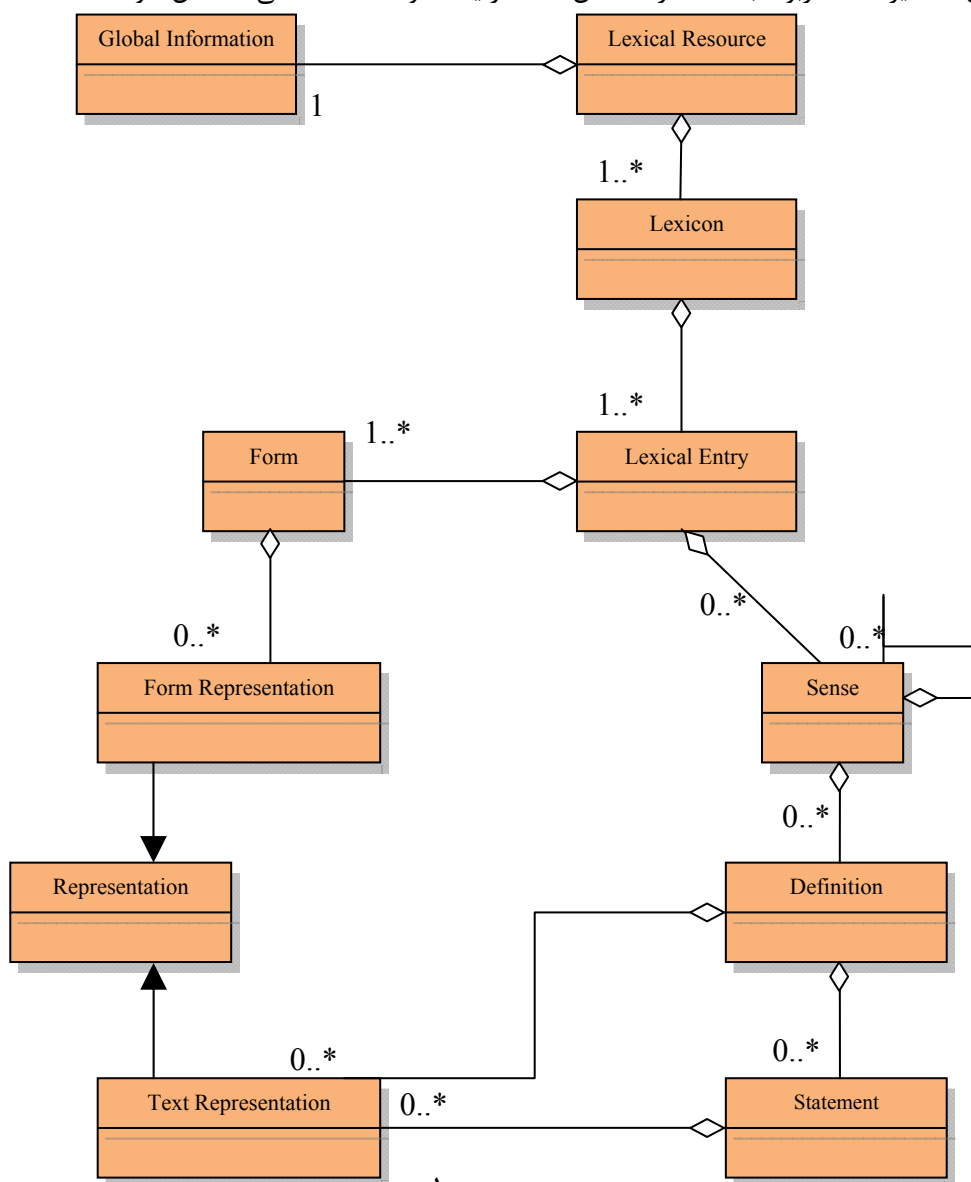 Global Information
Lexical Resource
1
1..*
Lexicon
1..*
1..*
Form
Lexical Entry
0..*
0..*
0..*
Form Representation
Sense
0..*
Representation
Definition
0..*
0..*
0..*
Text Representation
Statement